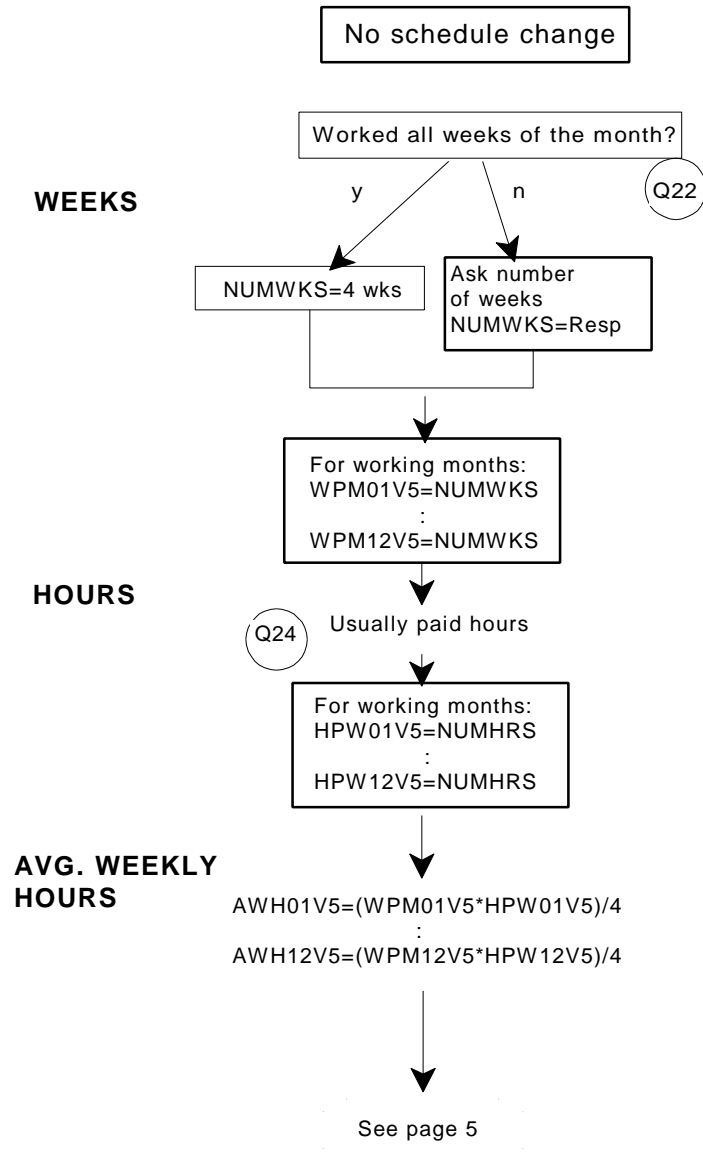 No schedule change
Worked all weeks of the month?
Q22
WEEKS
y
n
NUMWKS=4 wks
Ask number
of weeks
NUMWKS=Resp
For working months:
WPM01V5=NUMWKS
:
WPM12V5=NUMWKS
HOURS
Q24
Usually paid hours
For working months:
HPW01V5=NUMHRS
:
HPW12V5=NUMHRS
AVG. WEEKLY
HOURS
AWH01V5=(WPM01V5*HPW01V5)/4
:
AWH12V5=(WPM12V5*HPW12V5)/4
See page 5